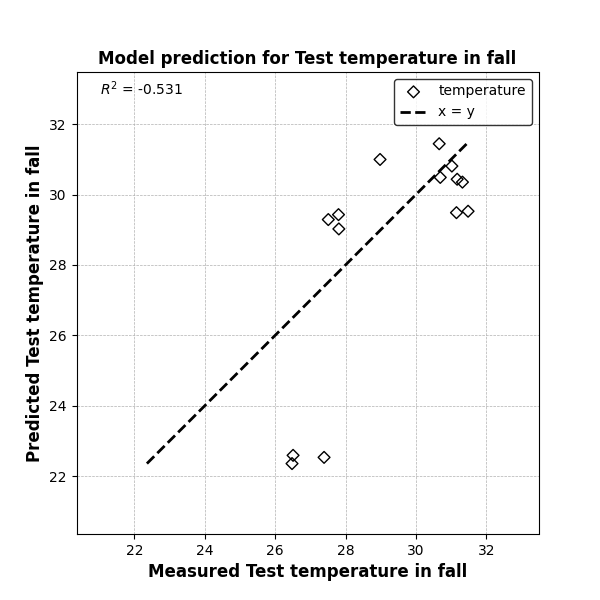 Model prediction for Test temperature in fall
R² = -0.531
temperature
x = y
32
30
28
26
24
22
22 24 26 28 30 32
Predicted Test temperature in fall
Measured Test temperature in fall